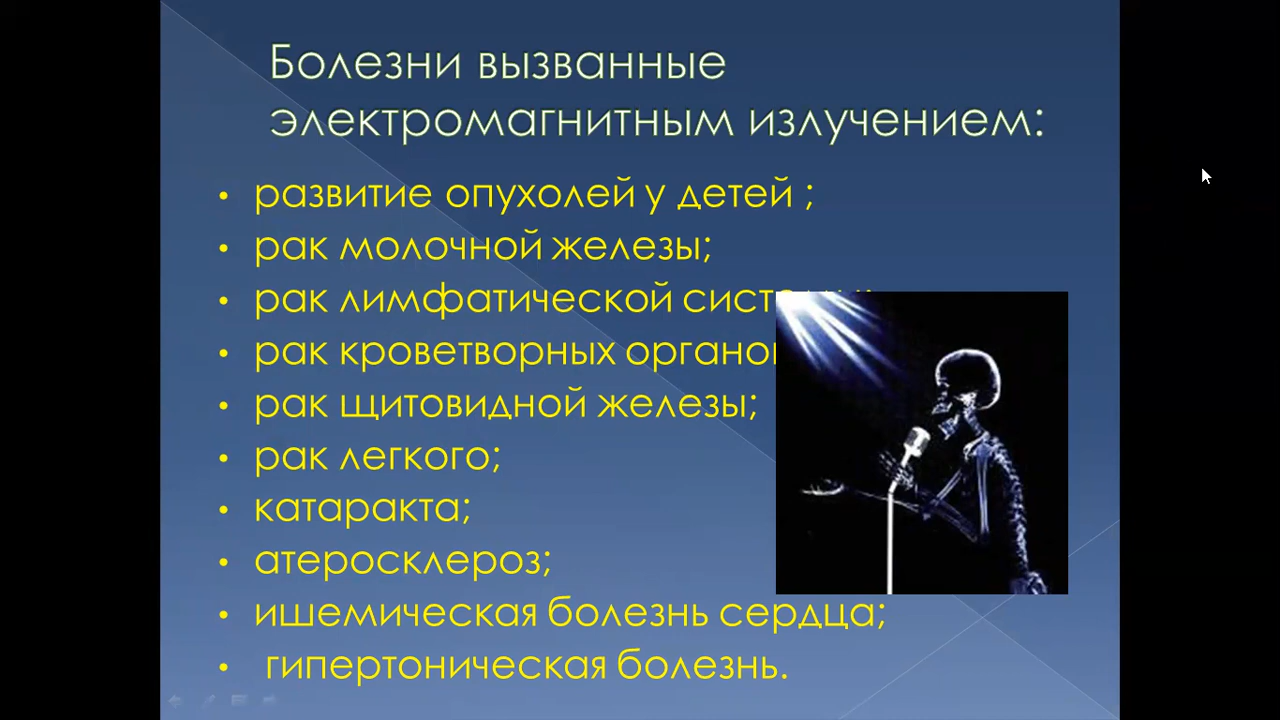 Болезни вызванные
электромагнитным излучением:
• развитие опухолей у детей ;
• рак молочной железы;
• рак лимфатической
• рак кроветворных
• рак щитовидной железы;
• рак легкого;
• катаракта;
• атеросклероз;
• ишемическая болезнь сердца;
• гипертоническая болезнь.